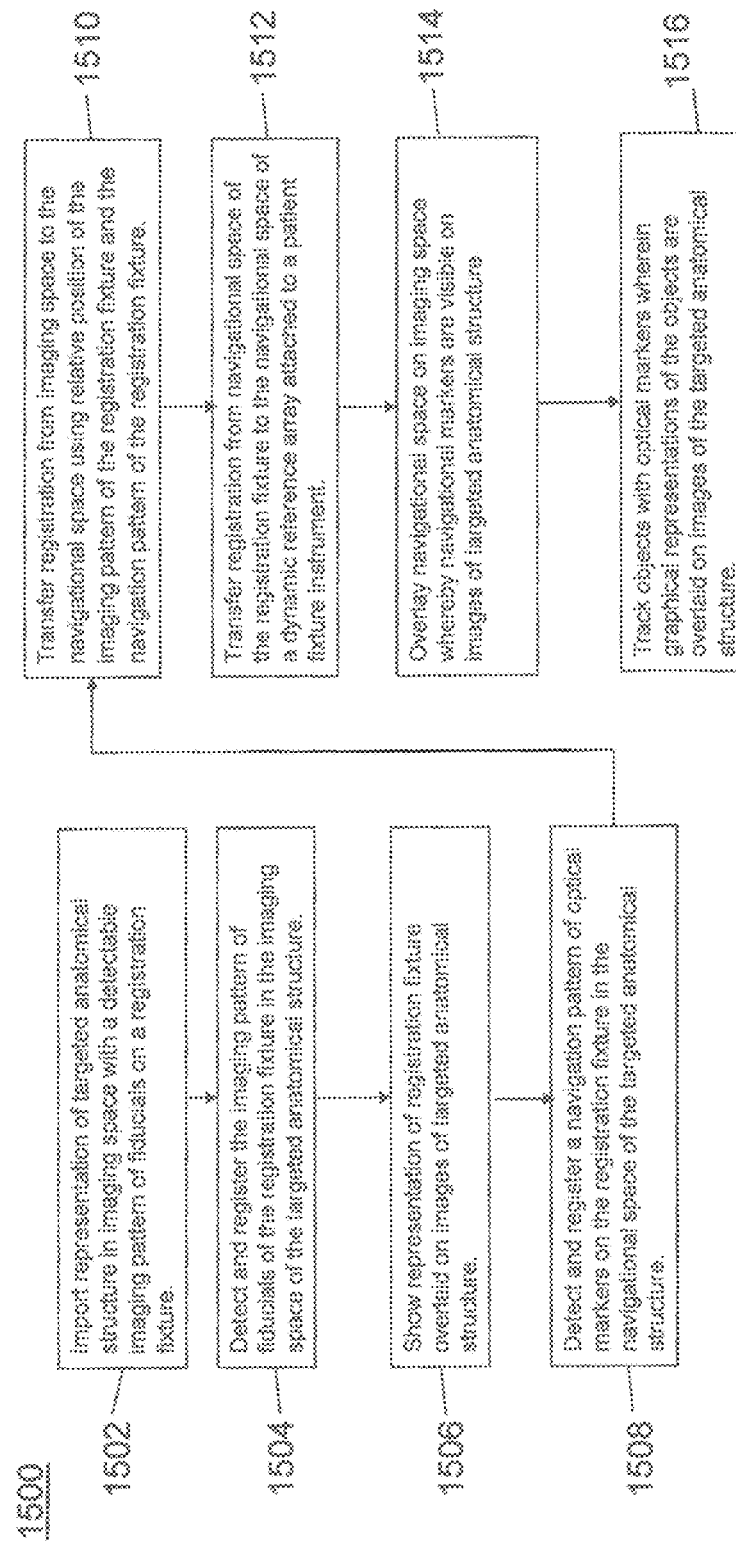 1500
1502
Import representation of targeted anatomical
structure in imaging space with a detectable
imaging pattern of fiducials on a registration
fixture.
1504
Detect and register the imaging pattern of
fiducials of the registration fixture in the imaging
space of the targeted anatomical structure.
1506
Show representation of registration fixture
overlaid on images of targeted anatomical
structure.
1508
Detect and register a navigation pattern of optical
markers on the registration fixture in the
navigational space of the targeted anatomical
structure.
Transfer registration from imaging space to the
navigational space using relative position of the
imaging pattern of the registration fixture and the
navigation pattern of the registration fixture.
1510
Transfer registration from navigational space of
the registration fixture to the navigational space of
a dynamic reference array attached to a patient
fixture instrument.
1512
Overlay navigational space on imaging space
whereby navigational markers are visible on
images of targeted anatomical structure
1514
Track objects with optical markers wherein
graphical representations of the objects are
overlaid on images of the targeted anatomical
structure.
1516